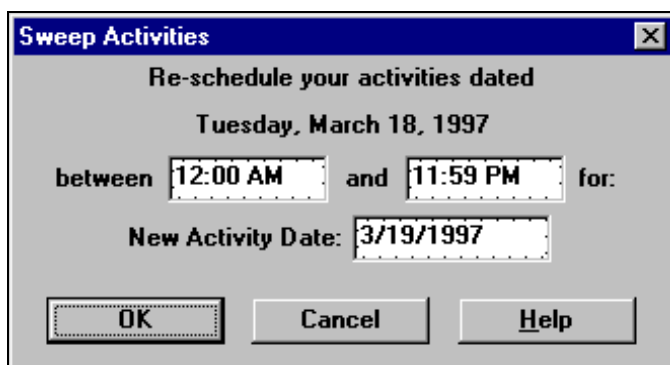 Sweep Activities
Re-schedule your activities dated
Tuesday, March 18, 1997
between 12:00 AM and 11:59 PM for:
New Activity Date: 3/19/1997
OK Cancel Help